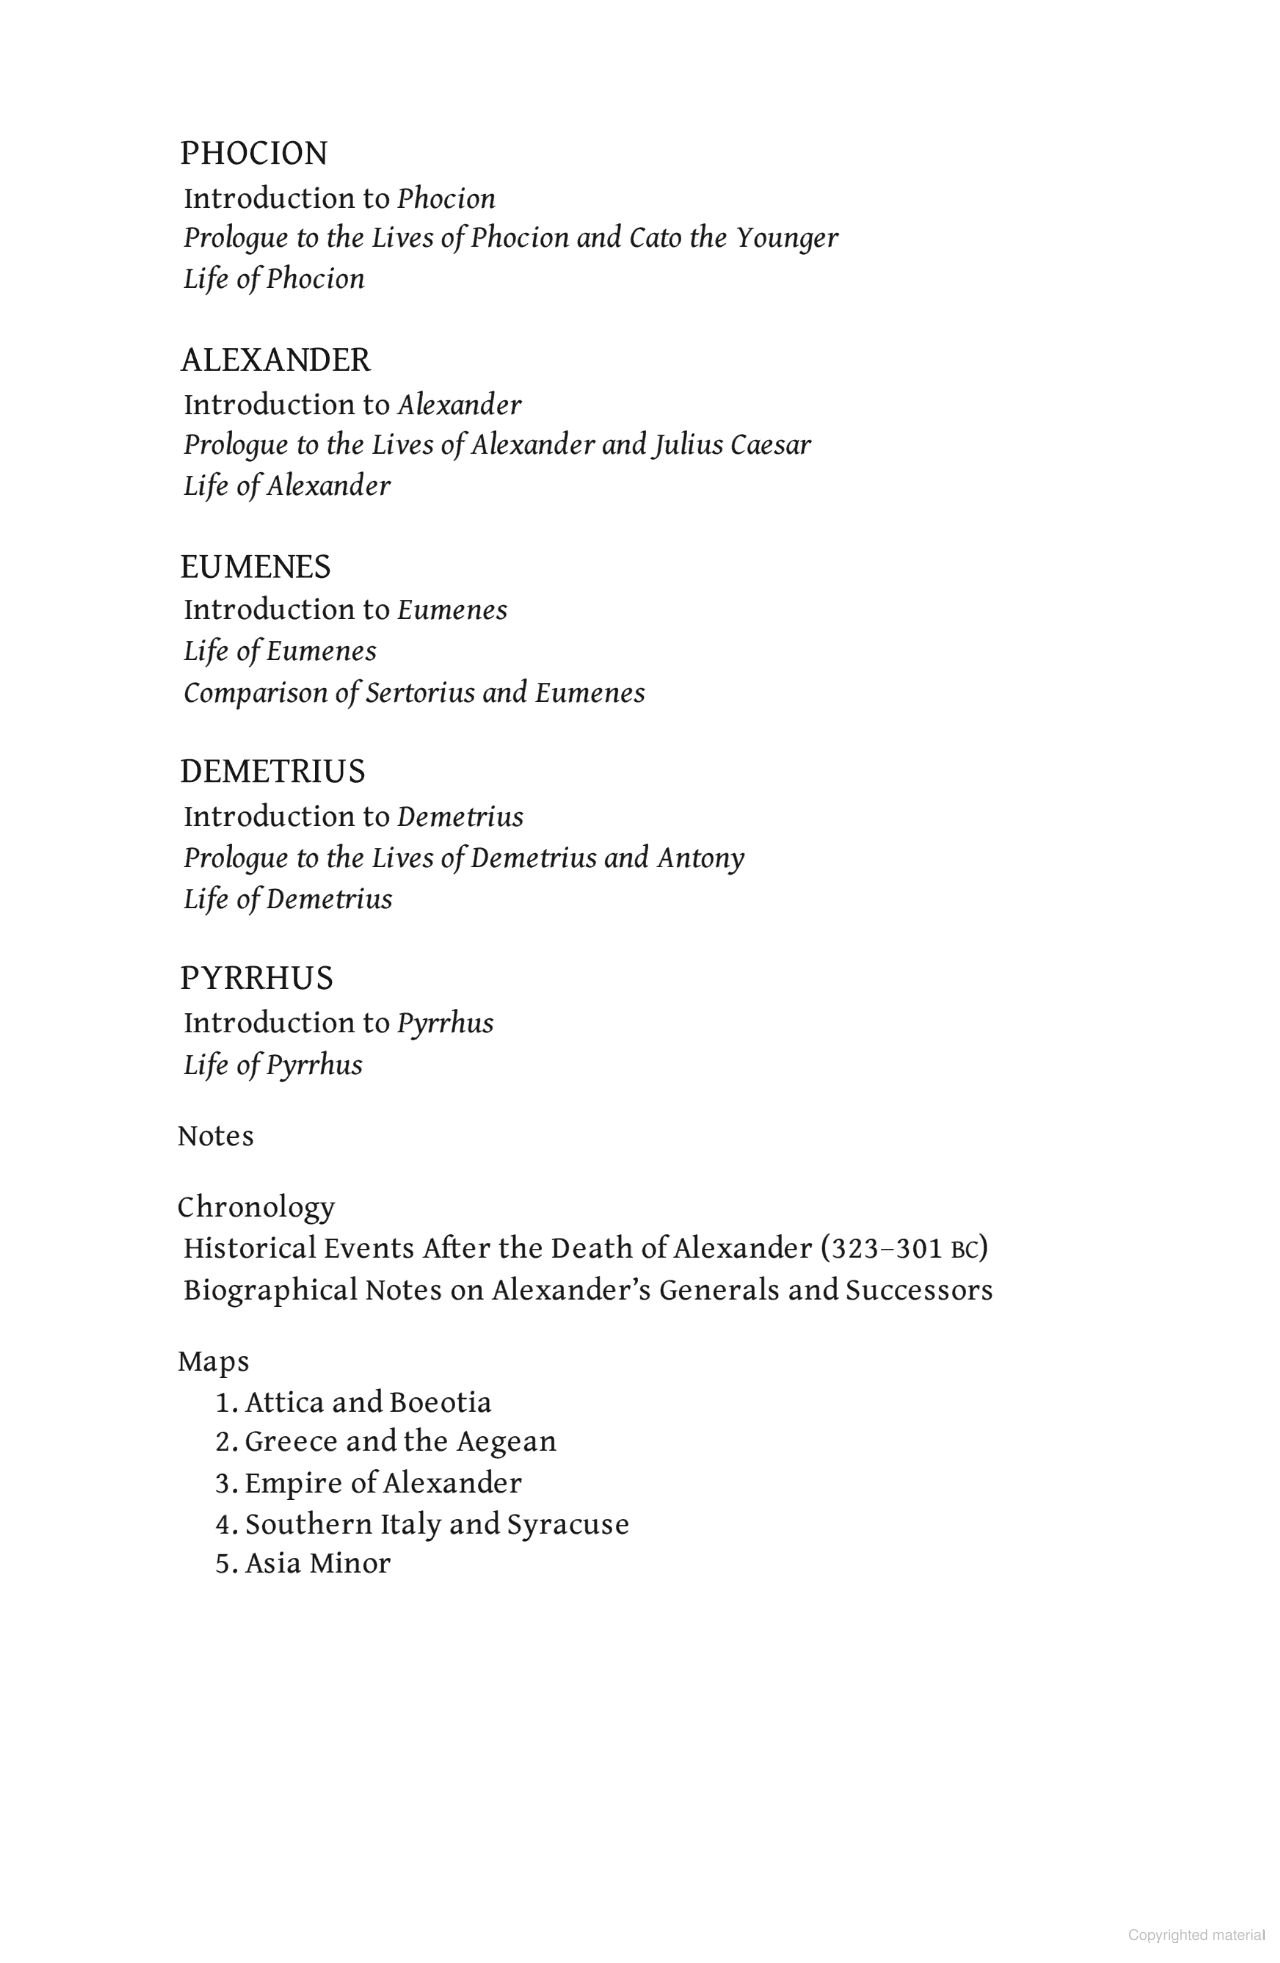 PHOCION
Introduction to Phocion
Prologue to the Lives of Phocion and Cato the Younger
Life of Phocion
ALEXANDER
Introduction to Alexander
Prologue to the Lives of Alexander and Julius Caesar
Life of Alexander
EUMENES
Introduction to Eumenes
Life of Eumenes
Comparison of Sertorius and Eumenes
DEMETRIUS
Introduction to Demetrius
Prologue to the Lives of Demetrius and Antony
Life of Demetrius
PYRRHUS
Introduction to Pyrrhus
Life of Pyrrhus
Notes
Chronology
Historical Events After the Death of Alexander (323–301 BC)
Biographical Notes on Alexander’s Generals and Successors
Maps
1. Attica and Boeotia
2. Greece and the Aegean
3. Empire of Alexander
4. Southern Italy and Syracuse
5. Asia Minor
Copyrighted material